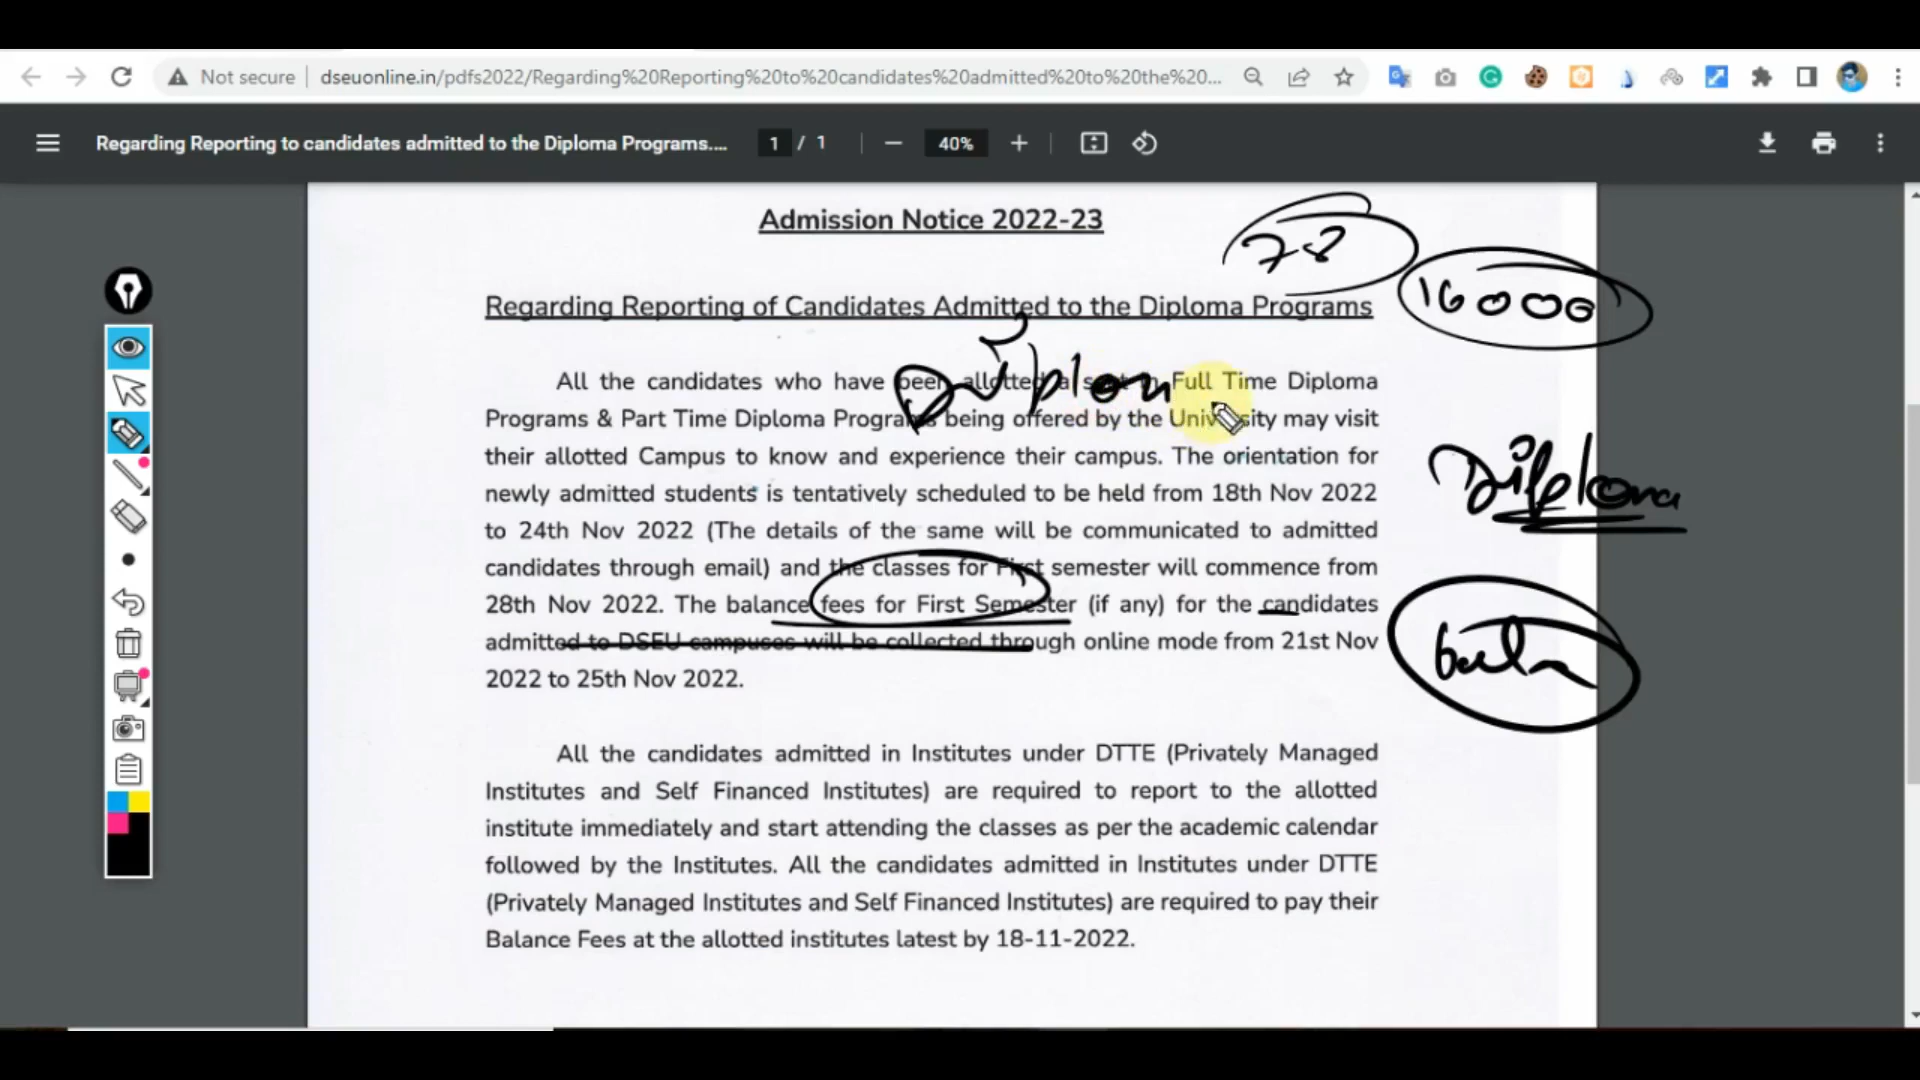 Not secure dseuonline.in/pdfs2022/Regarding%20Reporting%20to%20candidates%20admitted%20to%20the%20...
Regarding Reporting to candidates admitted to the Diploma Programs.... 1 / 1 40%
Admission Notice 2022-23
78
Regarding Reporting of Candidates Admitted to the Diploma Programs
16000
Diplom
All the candidates who have been allotted a seat in Full Time Diploma
Programs & Part Time Diploma Programs being offered by the University may visit
their allotted Campus to know and experience their campus. The orientation for
newly admitted students is tentatively scheduled to be held from 18th Nov 2022
Diploma
to 24th Nov 2022 (The details of the same will be communicated to admitted
candidates through email) and the classes for First semester will commence from
28th Nov 2022. The balance fees for First Semester (if any) for the candidates
admitted to DSEU campuses will be collected through online mode from 21st Nov
2022 to 25th Nov 2022.
All the candidates admitted in Institutes under DTTE (Privately Managed
Institutes and Self Financed Institutes) are required to report to the allotted
institute immediately and start attending the classes as per the academic calendar
followed by the Institutes. All the candidates admitted in Institutes under DTTE
(Privately Managed Institutes and Self Financed Institutes) are required to pay their
Balance Fees at the allotted institutes latest by 18-11-2022.